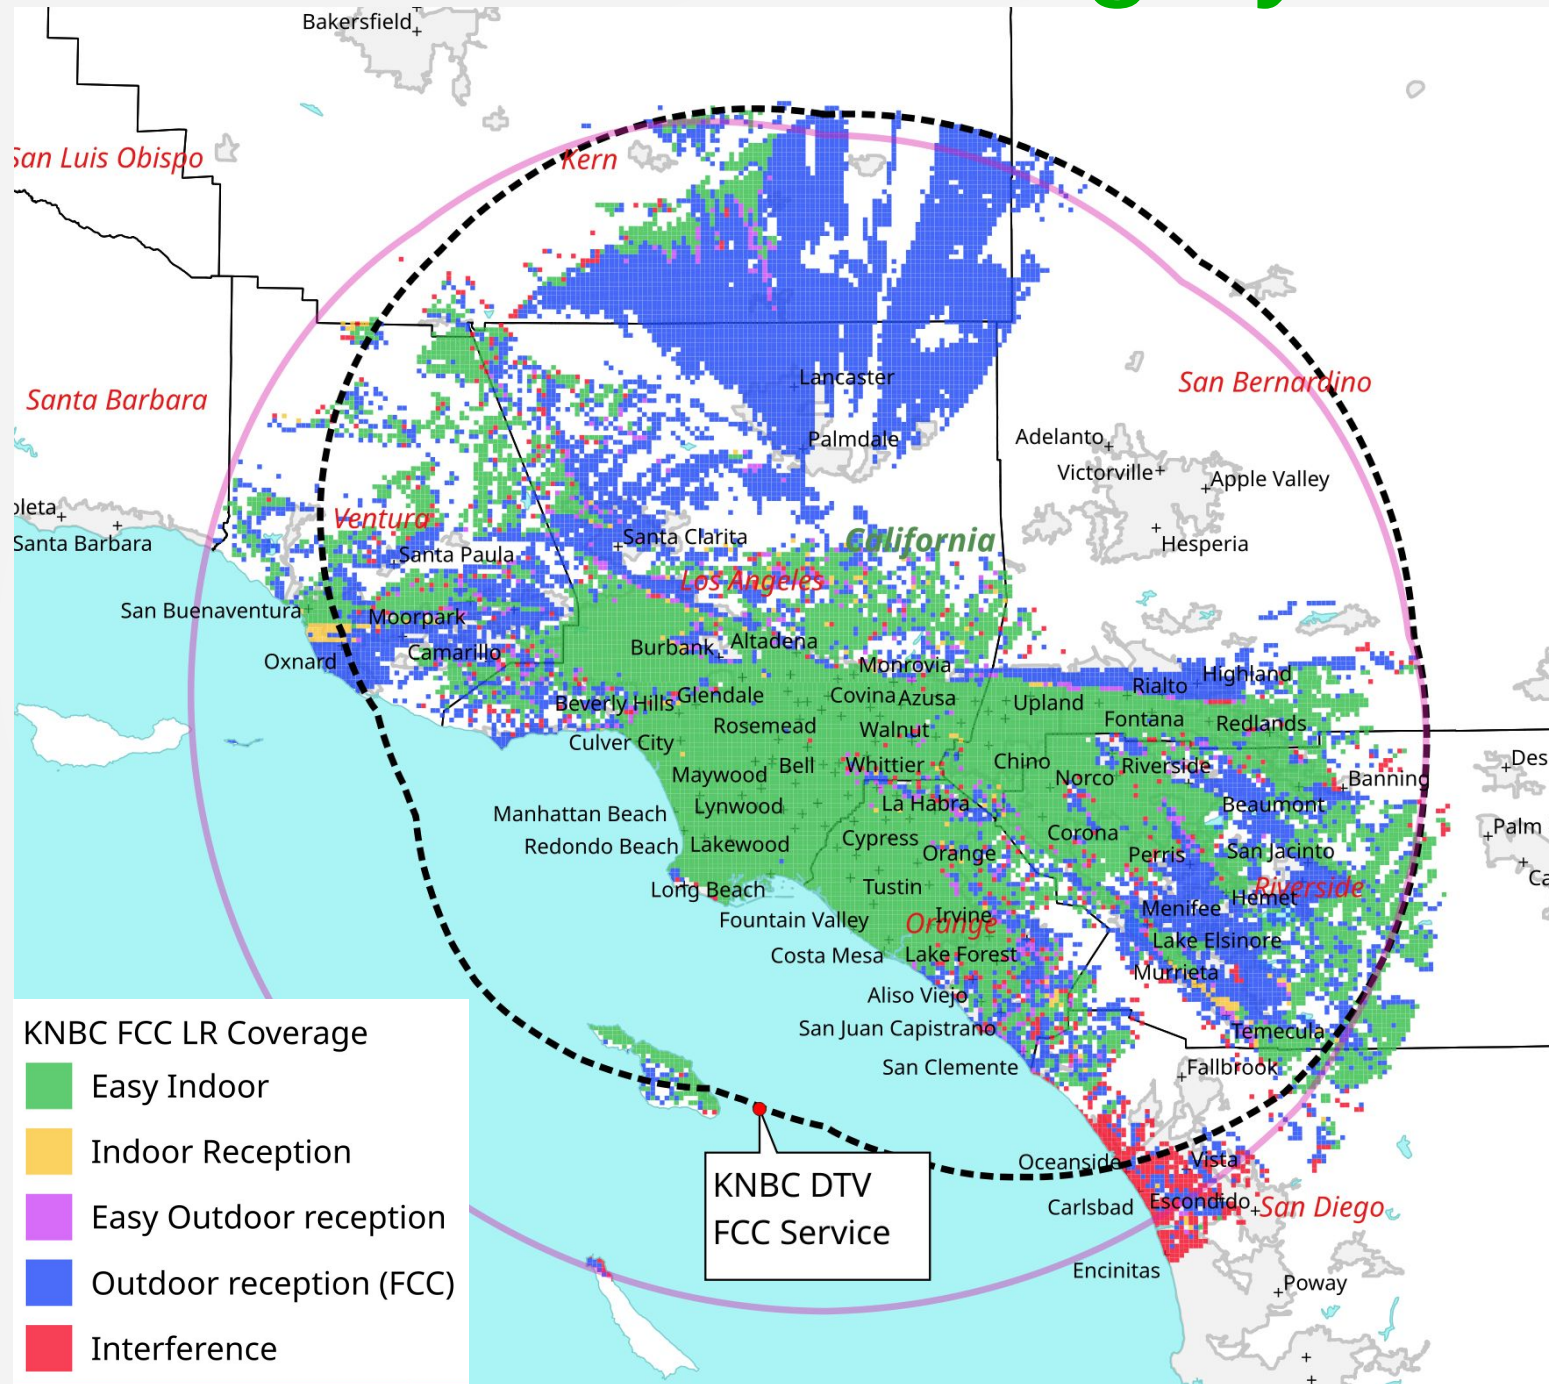 Bakersfield
San Luis Obispo
Kern
Lancaster
San Bernardino
Santa Barbara
Palmdale
Adelanto
Victorville
Apple Valley
Ventura
Santa Barbara
Santa Clarita
California
Hesperia
Santa Paula
Los Angeles
San Buenaventura
Moorpark
Burbank
Altadena
Oxnard
Camarillo
Monrovia
Highland
Rialto
Beverly Hills
Glendale
Covina
Azusa
Upland
Fontana
Redlands
Rosemead
Walnut
Culver City
Bell
Whittier
Chino
Norco
Riverside
Maywood
Banning
Manhattan Beach
Lynwood
La Habra
Beaumont
Palm
Redondo Beach
Lakewood
Cypress
Orange
Corona
Perris
San Jacinto
Long Beach
Tustin
Riverside
Hemet
Fountain Valley
Irvine
Orange
Menifee
Costa Mesa
Lake Forest
Lake Elsinore
Murrieta
Aliso Viejo
San Juan Capistrano
Temecula
San Clemente
Fallbrook
Oceanside
Vista
Carlsbad
Escondido
San Diego
Encinitas
Poway
KNBC DTV
FCC Service
KNBC FCC LR Coverage
Easy Indoor
Indoor Reception
Easy Outdoor reception
Outdoor reception (FCC)
Interference